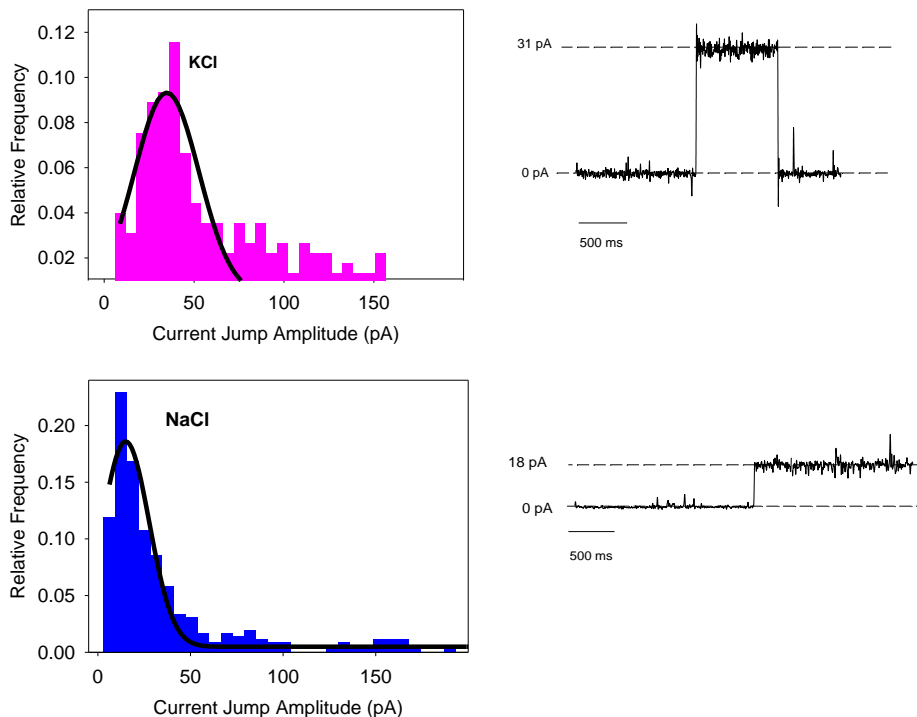 0.12
0.10
0.08
0.06
0.04
0.02
Relative Frequency
KCl
0 50 100 150
Current Jump Amplitude (pA)
31 pA
0 pA
500 ms
0.20
0.15
0.10
0.05
0.00
Relative Frequency
NaCl
0 50 100 150
Current Jump Amplitude (pA)
18 pA
0 pA
500 ms